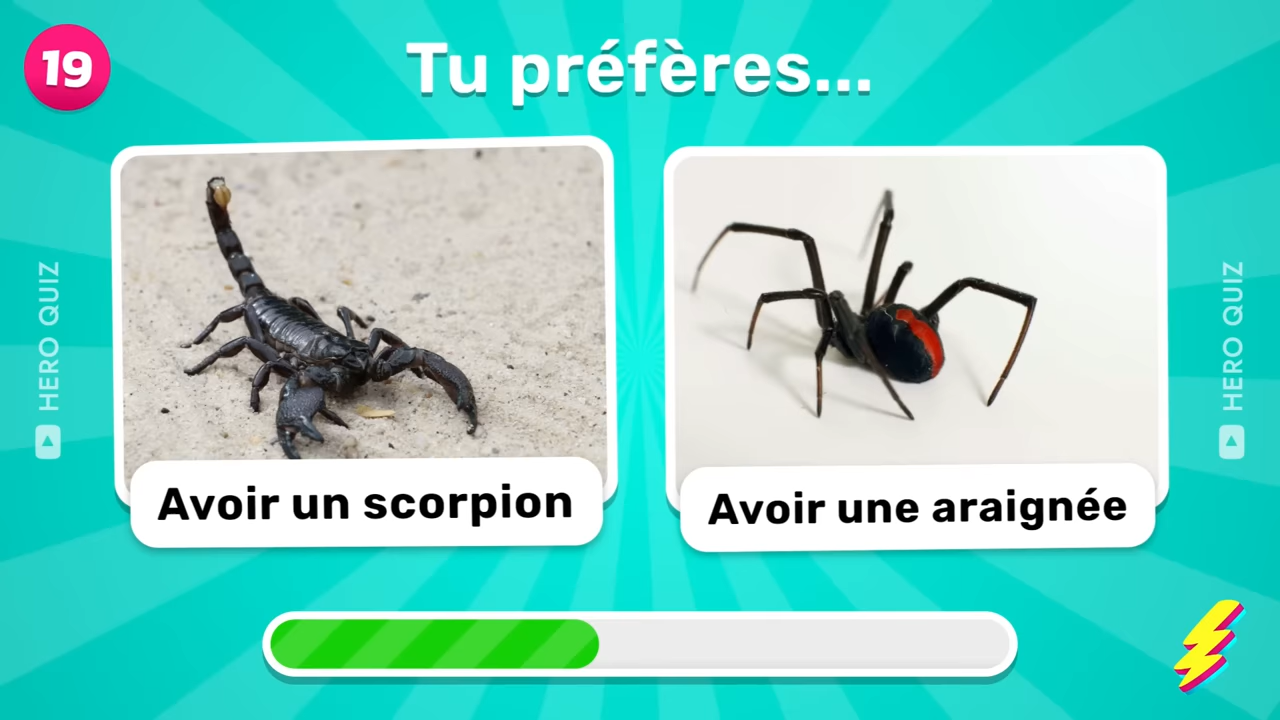 19
Tu préfères...
HERO QUIZ
HERO QUIZ
Avoir un scorpion
Avoir une araignée